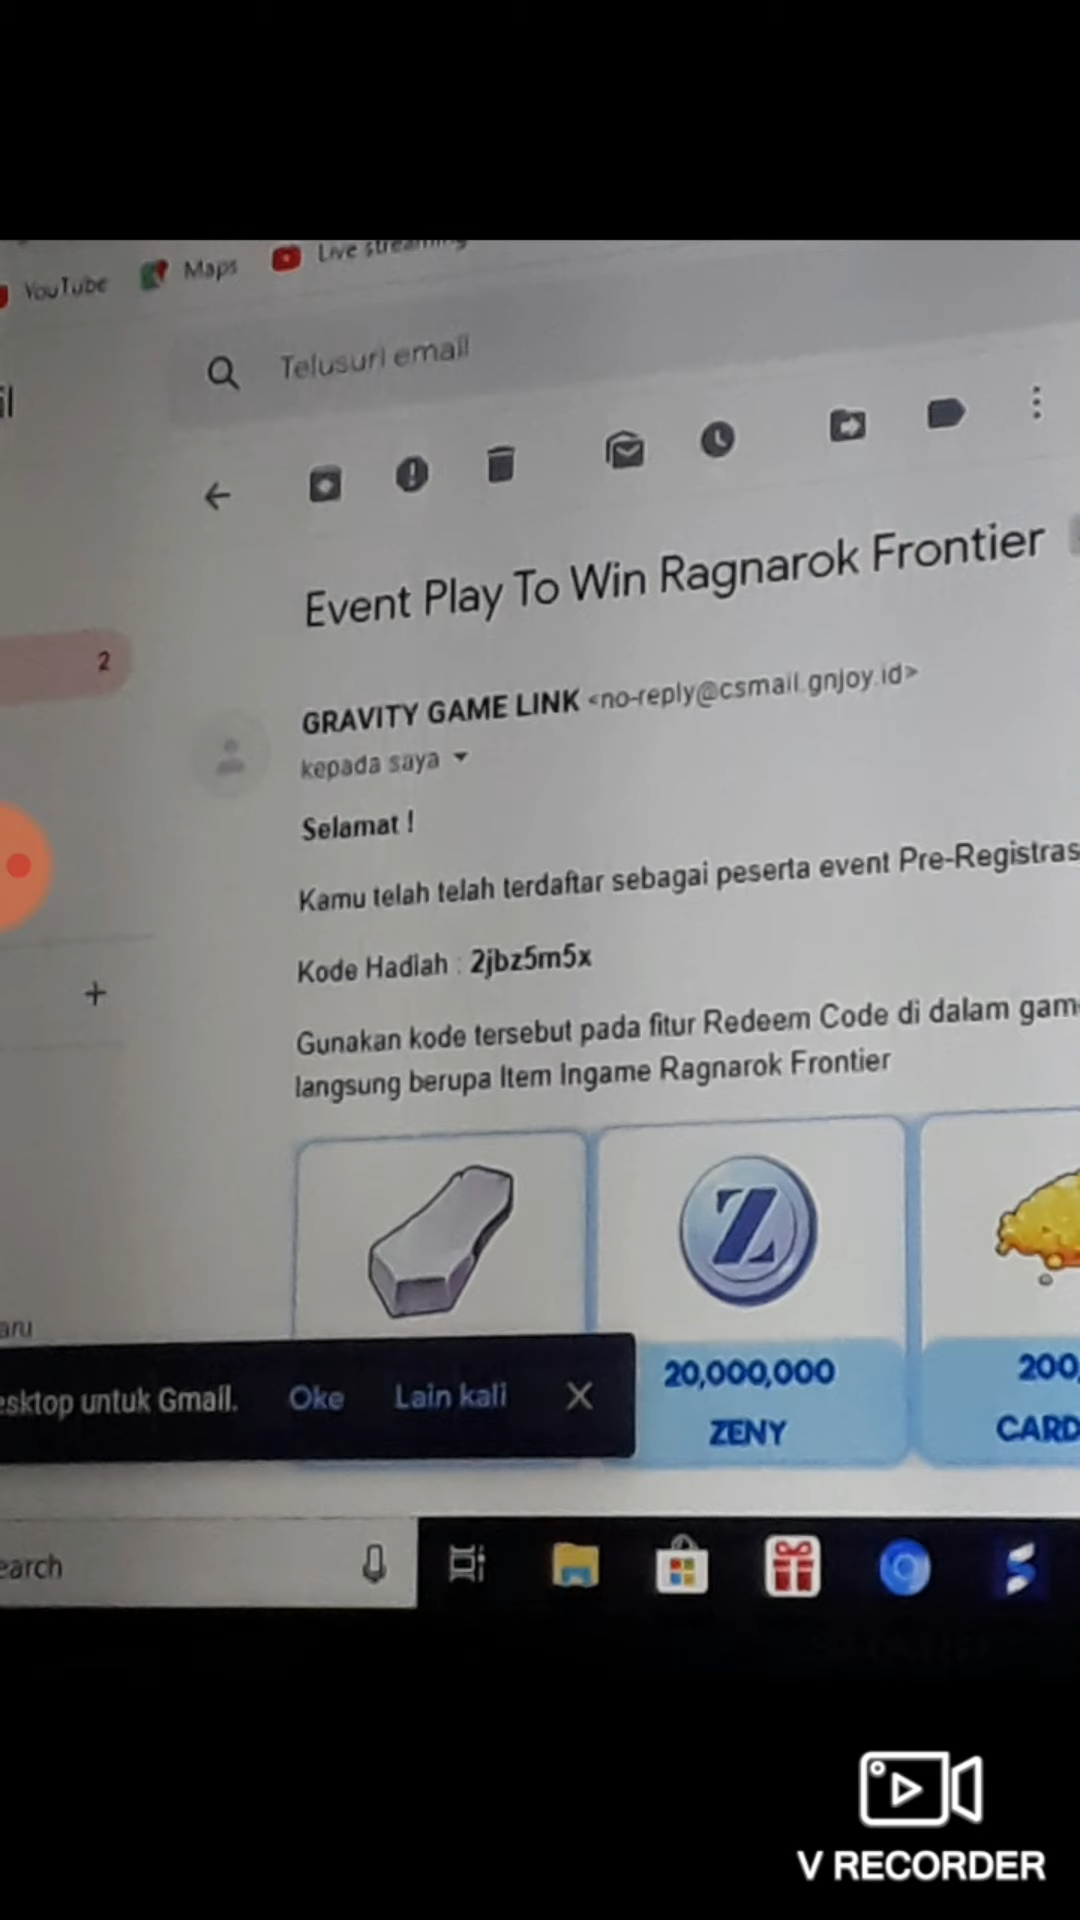 YouTube Maps Live streaming
il
Telusuri email
Event Play To Win Ragnarok Frontier
2
GRAVITY GAME LINK <no-reply@csmail.gnjoy.id>
kepada saya
Selamat !
Kamu telah telah terdaftar sebagai peserta event Pre-Registras
Kode Hadiah : 2jbz5m5x
+
Gunakan kode tersebut pada fitur Redeem Code di dalam gam
langsung berupa Item Ingame Ragnarok Frontier
Z
aru
esktop untuk Gmail. Oke Lain kali X
20,000,000
ZENY
200,
CARD
earch
V RECORDER